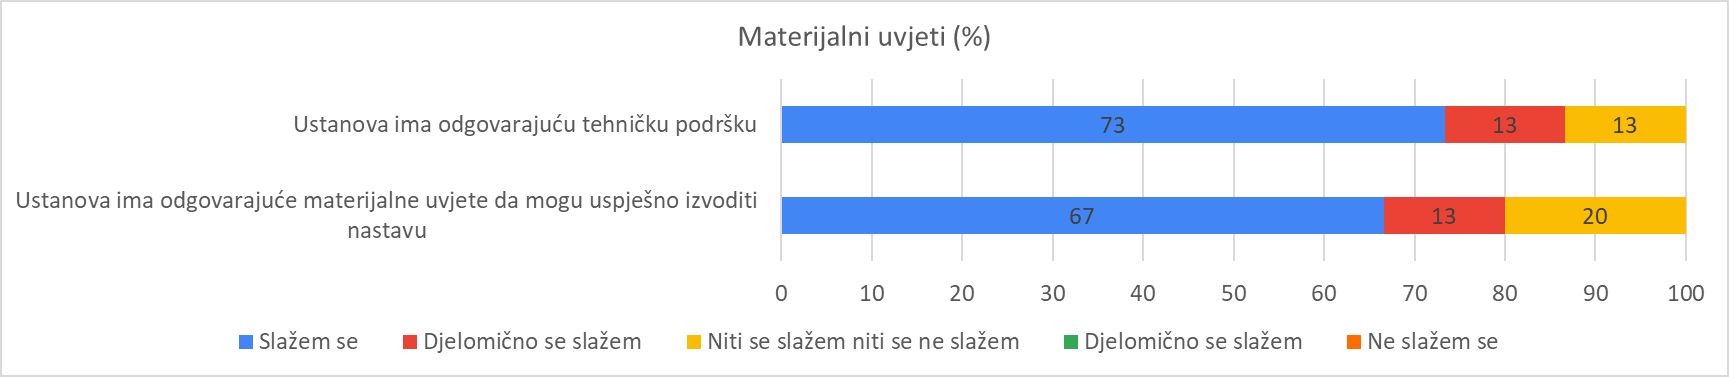 Materijalni uvjeti (%)
Ustanova ima odgovarajuću tehničku podršku
73 13 13
Ustanova ima odgovarajuće materijalne uvjete da mogu uspješno izvoditi
nastavu
67 13 20
0 10 20 30 40 50 60 70 80 90 100
Slažem se Djelomično se slažem Niti se slažem niti se ne slažem Djelomično se slažem Ne slažem se